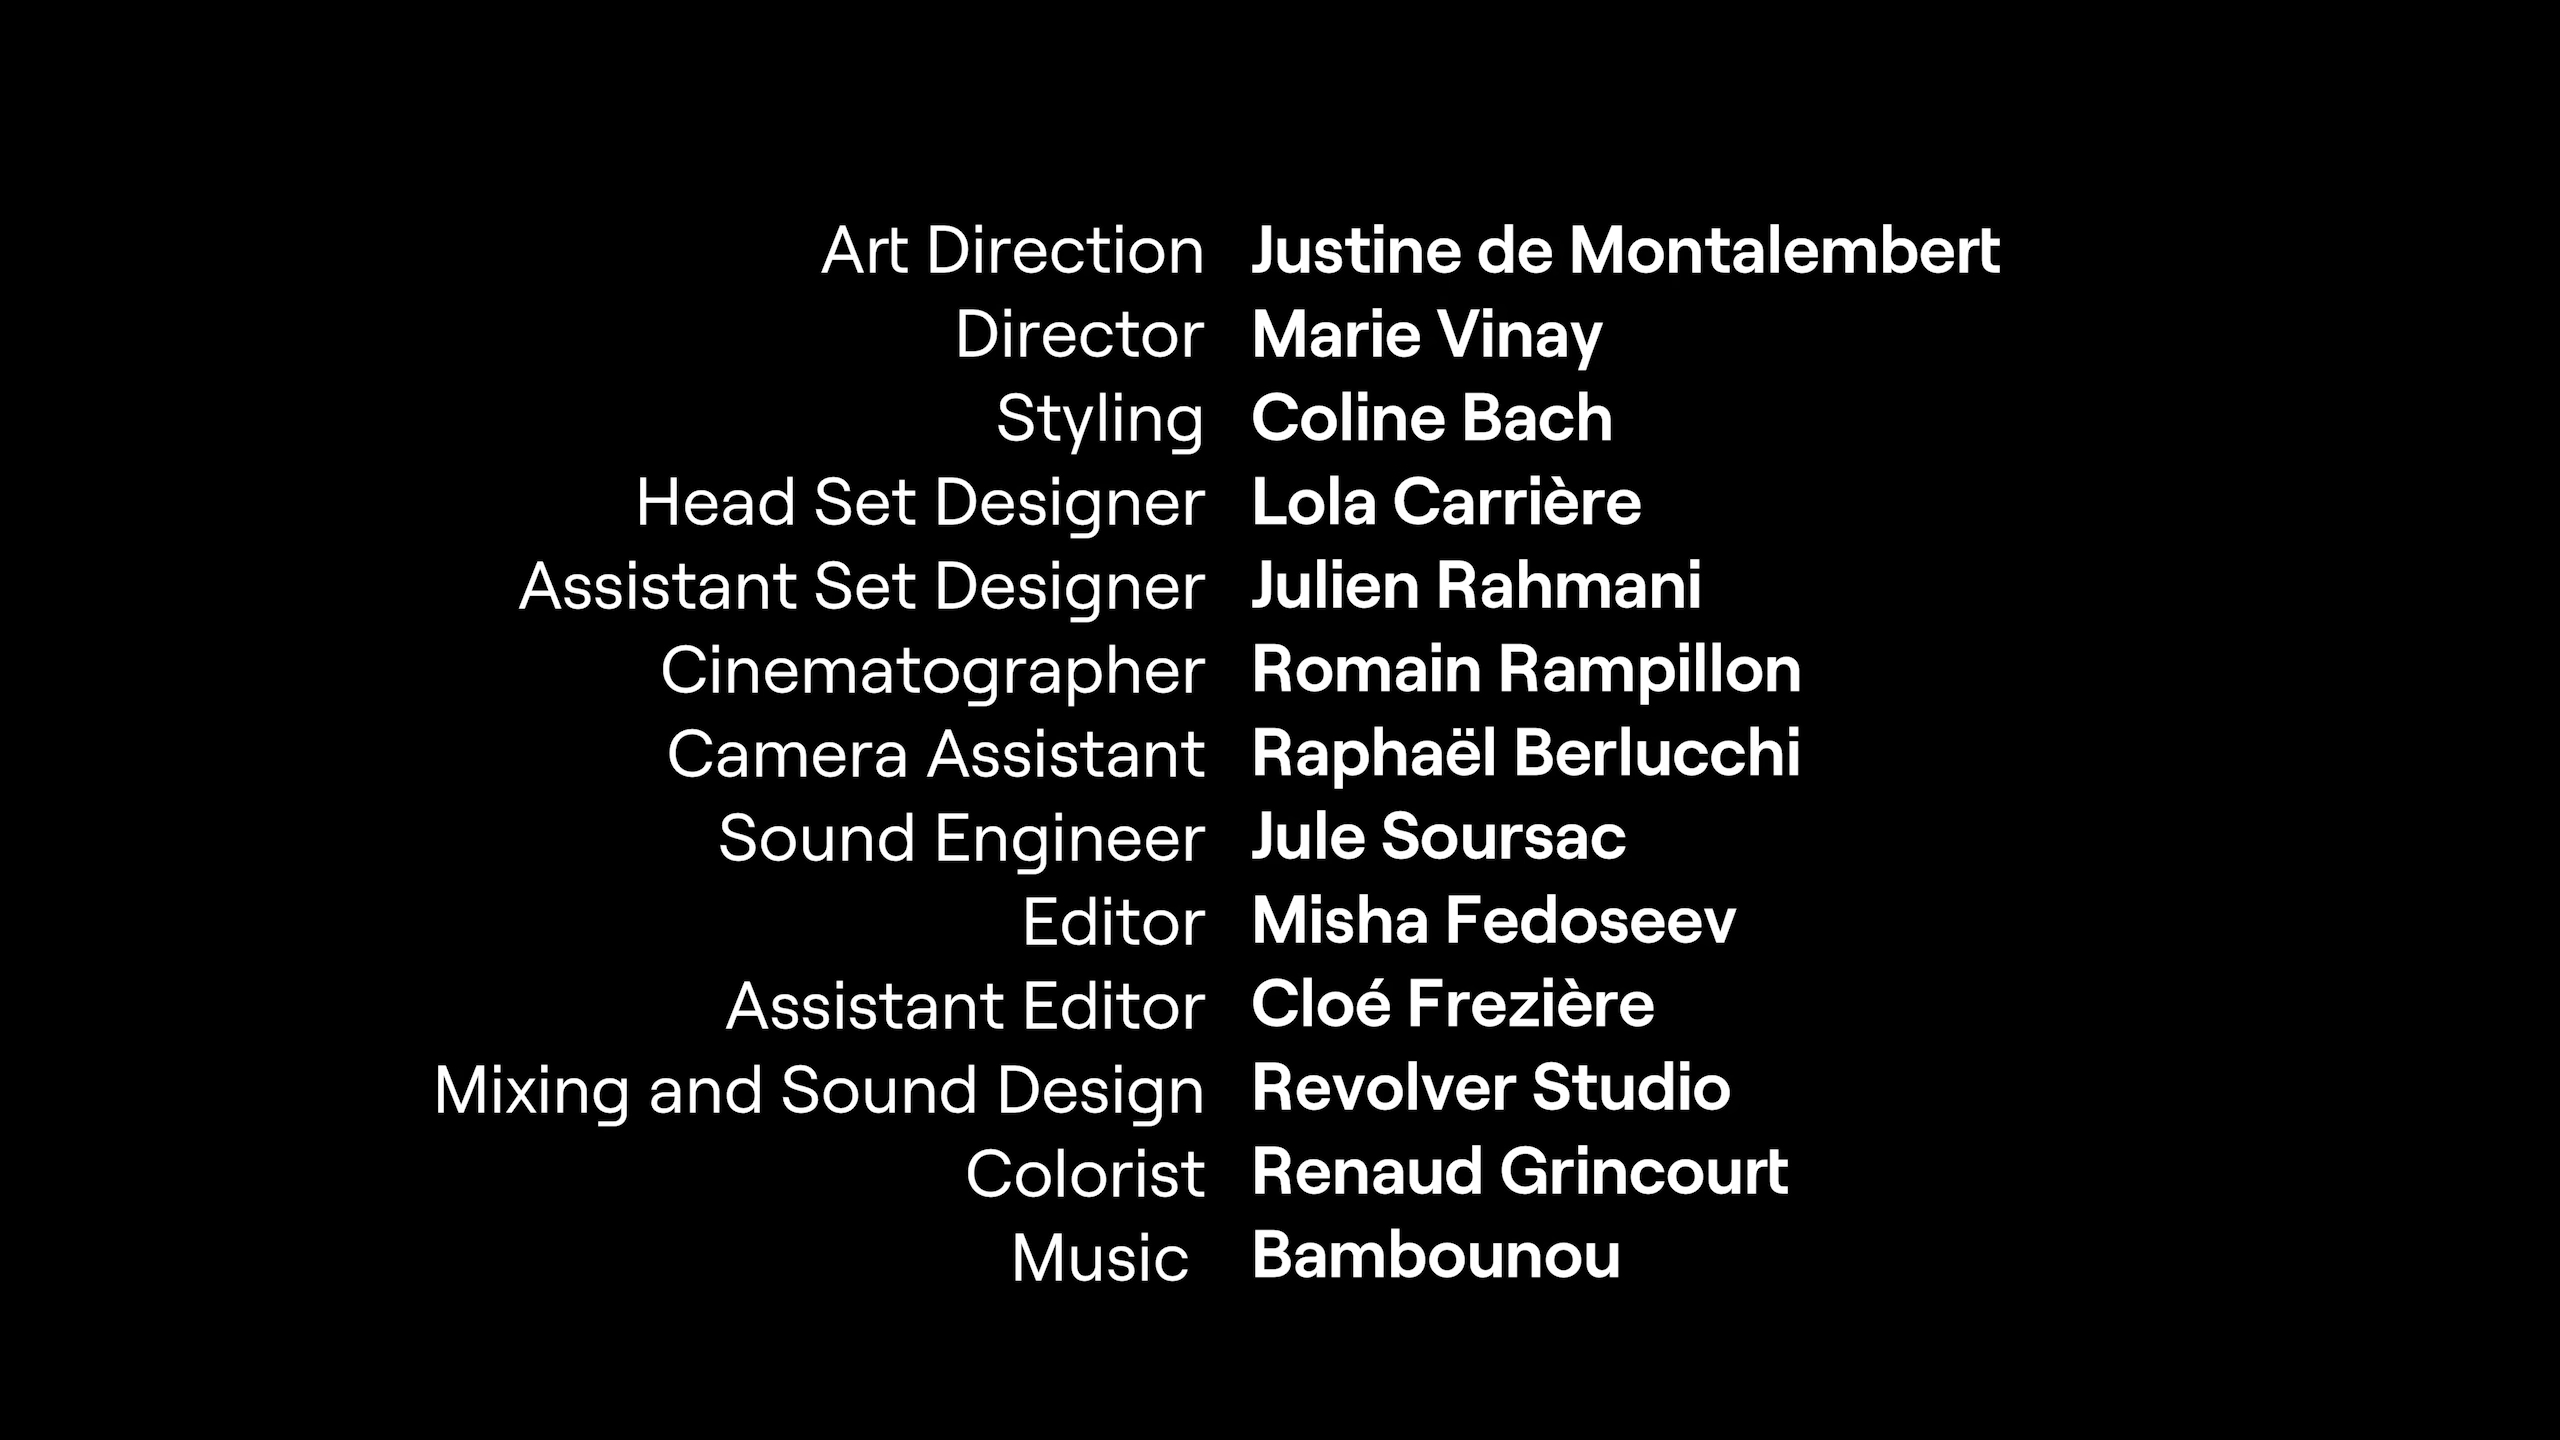 Art Direction Justine de Montalembert
Director Marie Vinay
Styling Coline Bach
Head Set Designer Lola Carrière
Assistant Set Designer Julien Rahmani
Cinematographer Romain Rampillon
Camera Assistant Raphaël Berlucchi
Sound Engineer Jule Soursac
Editor Misha Fedoseev
Assistant Editor Cloé Frezière
Mixing and Sound Design Revolver Studio
Colorist Renaud Grincourt
Music Bambounou